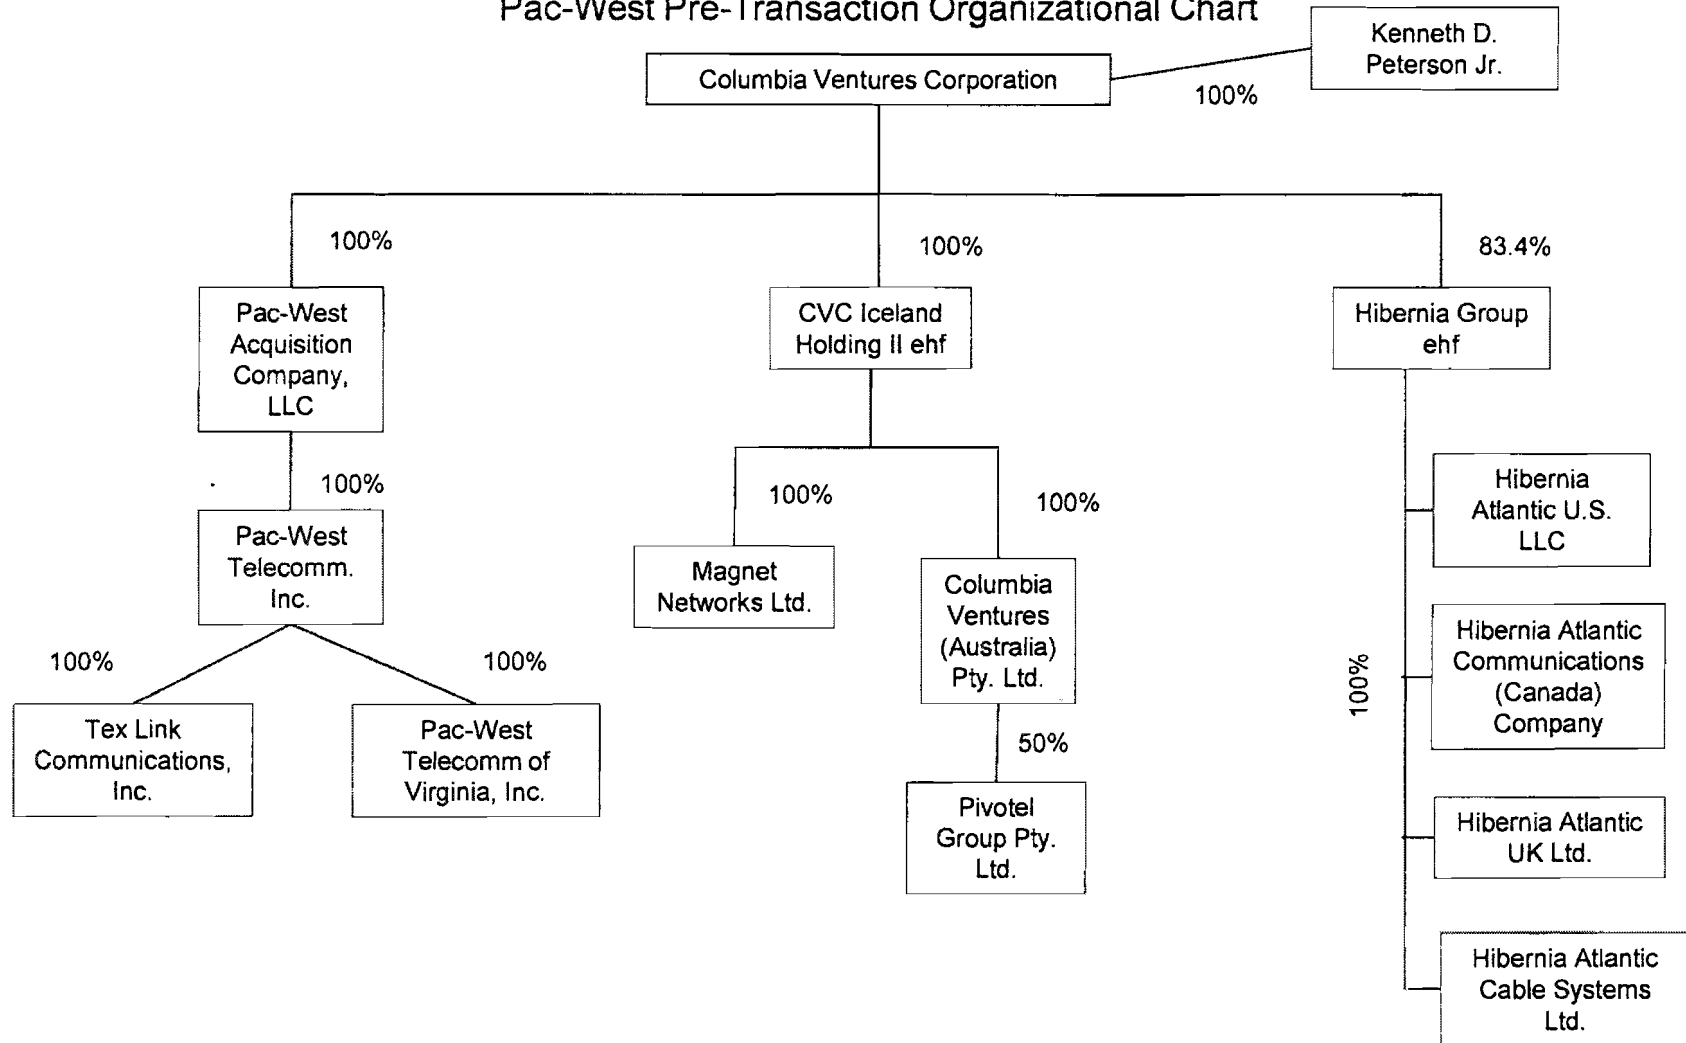 Pac-West Pre-Transaction Organizational Chart
Kenneth D.
Peterson Jr.
Columbia Ventures Corporation
100%
100%
100%
83.4%
Pac-West
Acquisition
Company,
LLC
CVC Iceland
Holding II ehf
Hibernia Group
ehf
100%
100%
100%
Pac-West
Telecomm.
Inc.
Magnet
Networks Ltd.
Columbia
Ventures
(Australia)
Pty. Ltd.
Hibernia
Atlantic U.S.
LLC
100%
100%
100%
Hibernia Atlantic
Communications
(Canada)
Company
Tex Link
Communications,
Inc.
Pac-West
Telecomm of
Virginia, Inc.
50%
Pivotel
Group Pty.
Ltd.
Hibernia Atlantic
UK Ltd.
Hibernia Atlantic
Cable Systems
Ltd.